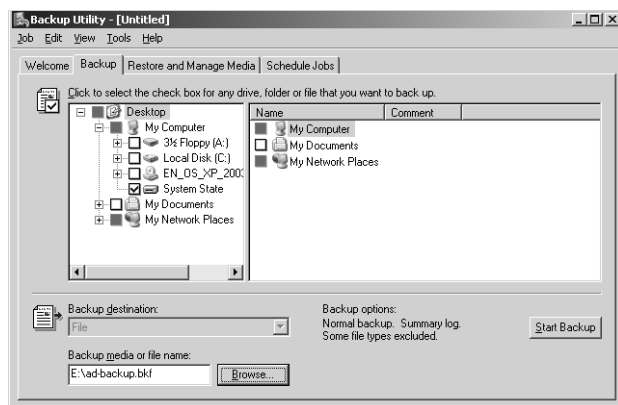 Backup Utility - [Untitled]
Job Edit View Tools Help
Welcome Backup Restore and Manage Media Schedule Jobs
Click to select the check box for any drive, folder or file that you want to back up.
Desktop
My Computer
3½ Floppy (A:)
Local Disk (C:)
EN_OS_XP_200
System State
My Documents
My Network Places
Name Comment
My Computer
My Documents
My Network Places
Backup destination:
File
Backup media or file name:
E:\ad-backup.bkf
Browse...
Backup options:
Normal backup. Summary log.
Some file types excluded.
Start Backup